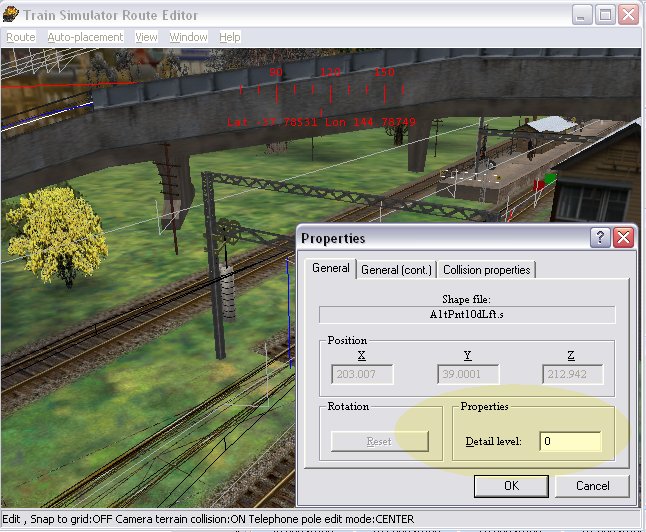 Train Simulator Route Editor
Route Auto-placement View Window Help
90 120 150
Lat -37.78531 Lon 144.78749
Properties
General General (cont.) Collision properties
Shape file:
A1tPnt10dLft.s
Position
X Y Z
203.007 39.0001 212.942
Rotation Properties
Reset Detail level: 0
OK Cancel
Edit , Snap to grid:OFF Camera terrain collision:ON Telephone pole edit mode:CENTER